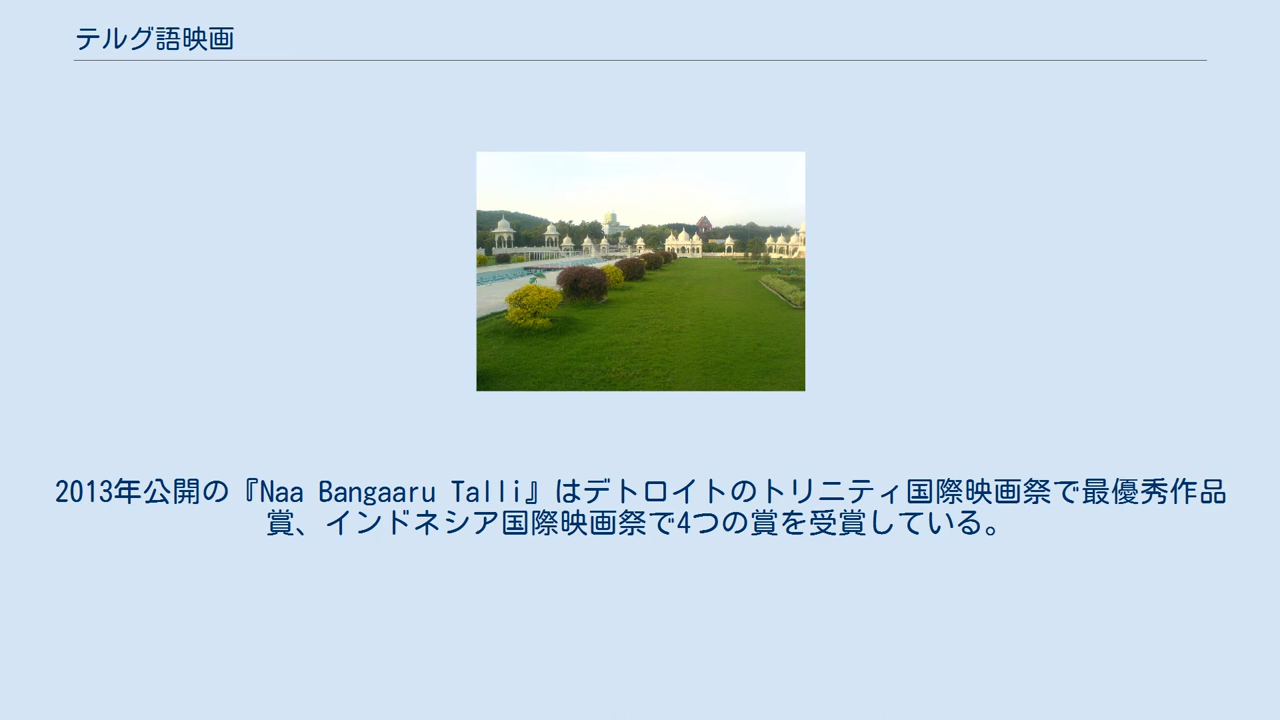 テルグ語映画
2013年公開の『Naa Bangaaru Talli』はデトロイトのトリニティ国際映画祭で最優秀作品
賞、インドネシア国際映画祭で4つの賞を受賞している。